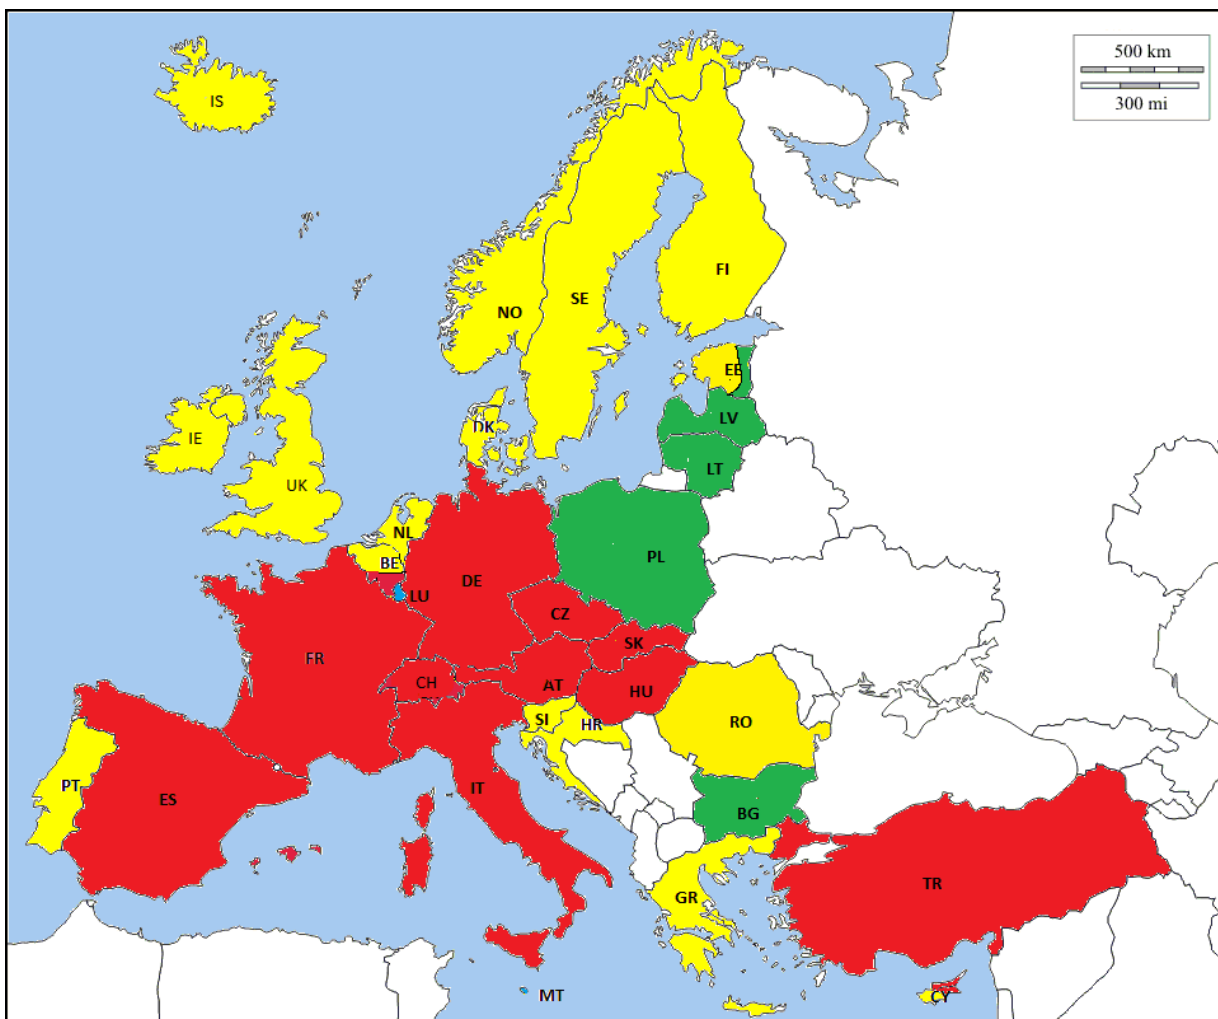 500 km
300 mi
IS
FI
SE
NO
EE
LV
DK
IE
LT
UK
NL
PL
BE
DE
LU
CZ
SK
FR
CH
AT
HU
SI
HR
RO
PT
IT
ES
BG
TR
GR
MT
CY